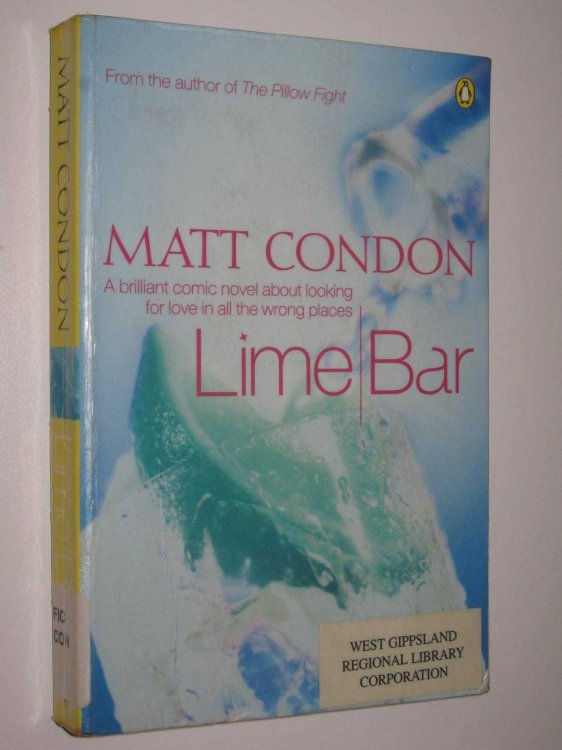 From the author of The Pillow Fight
MATT CONDON
A brilliant comic novel about looking
for love in all the wrong places
Lime Bar
WEST GIPPSLAND
REGIONAL LIBRARY
CORPORATION
MATT CONDON
FIC
CON